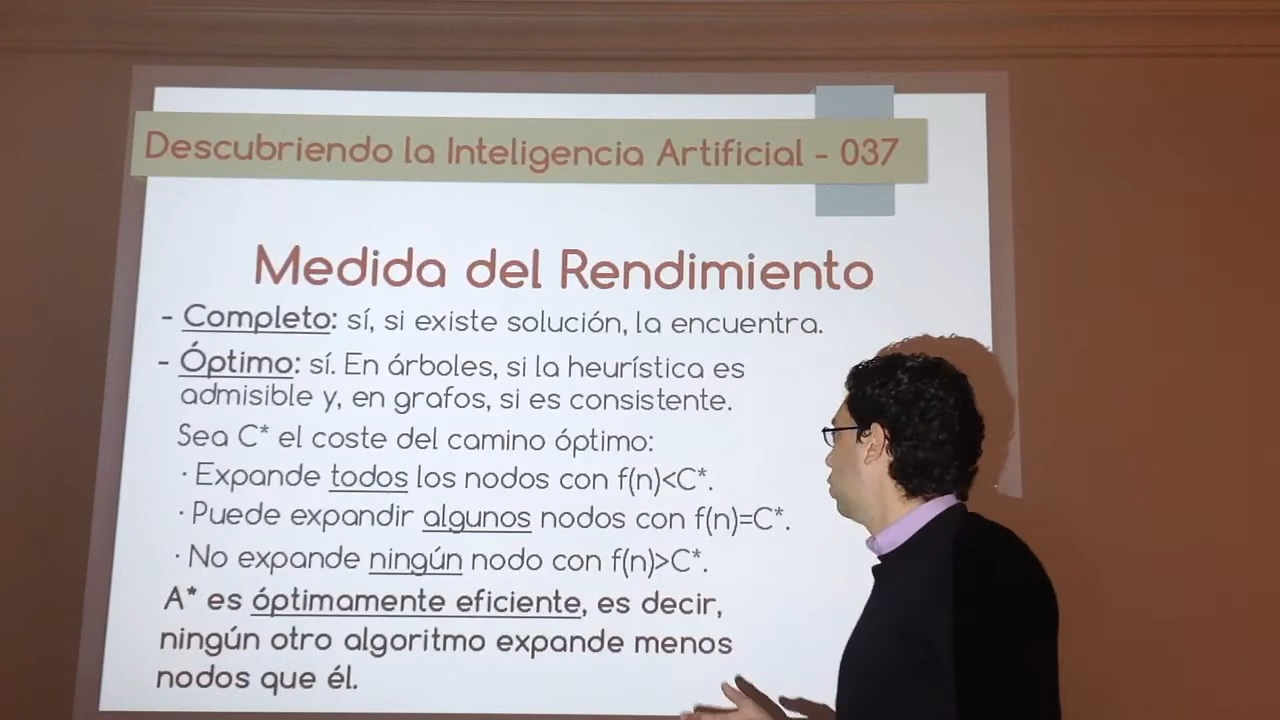 Descubriendo la Inteligencia Artificial - 037
Medida del Rendimiento
- Completo: sí, si existe solución, la encuentra.
- Óptimo: sí. En árboles, si la heurística es
admisible y, en grafos, si es consistente.
Sea C* el coste del camino óptimo:
· Expande todos los nodos con f(n)<C*.
· Puede expandir algunos nodos con f(n)=C*.
· No expande ningún nodo con f(n)>C*.
A* es óptimamente eficiente, es decir,
ningún otro algoritmo expande menos
nodos que él.